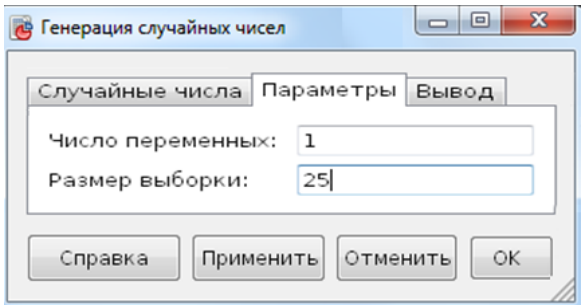 Генерация случайных чисел
Случайные числа Параметры Вывод
Число переменных: 1
Размер выборки: 25
Справка Применить Отменить OK